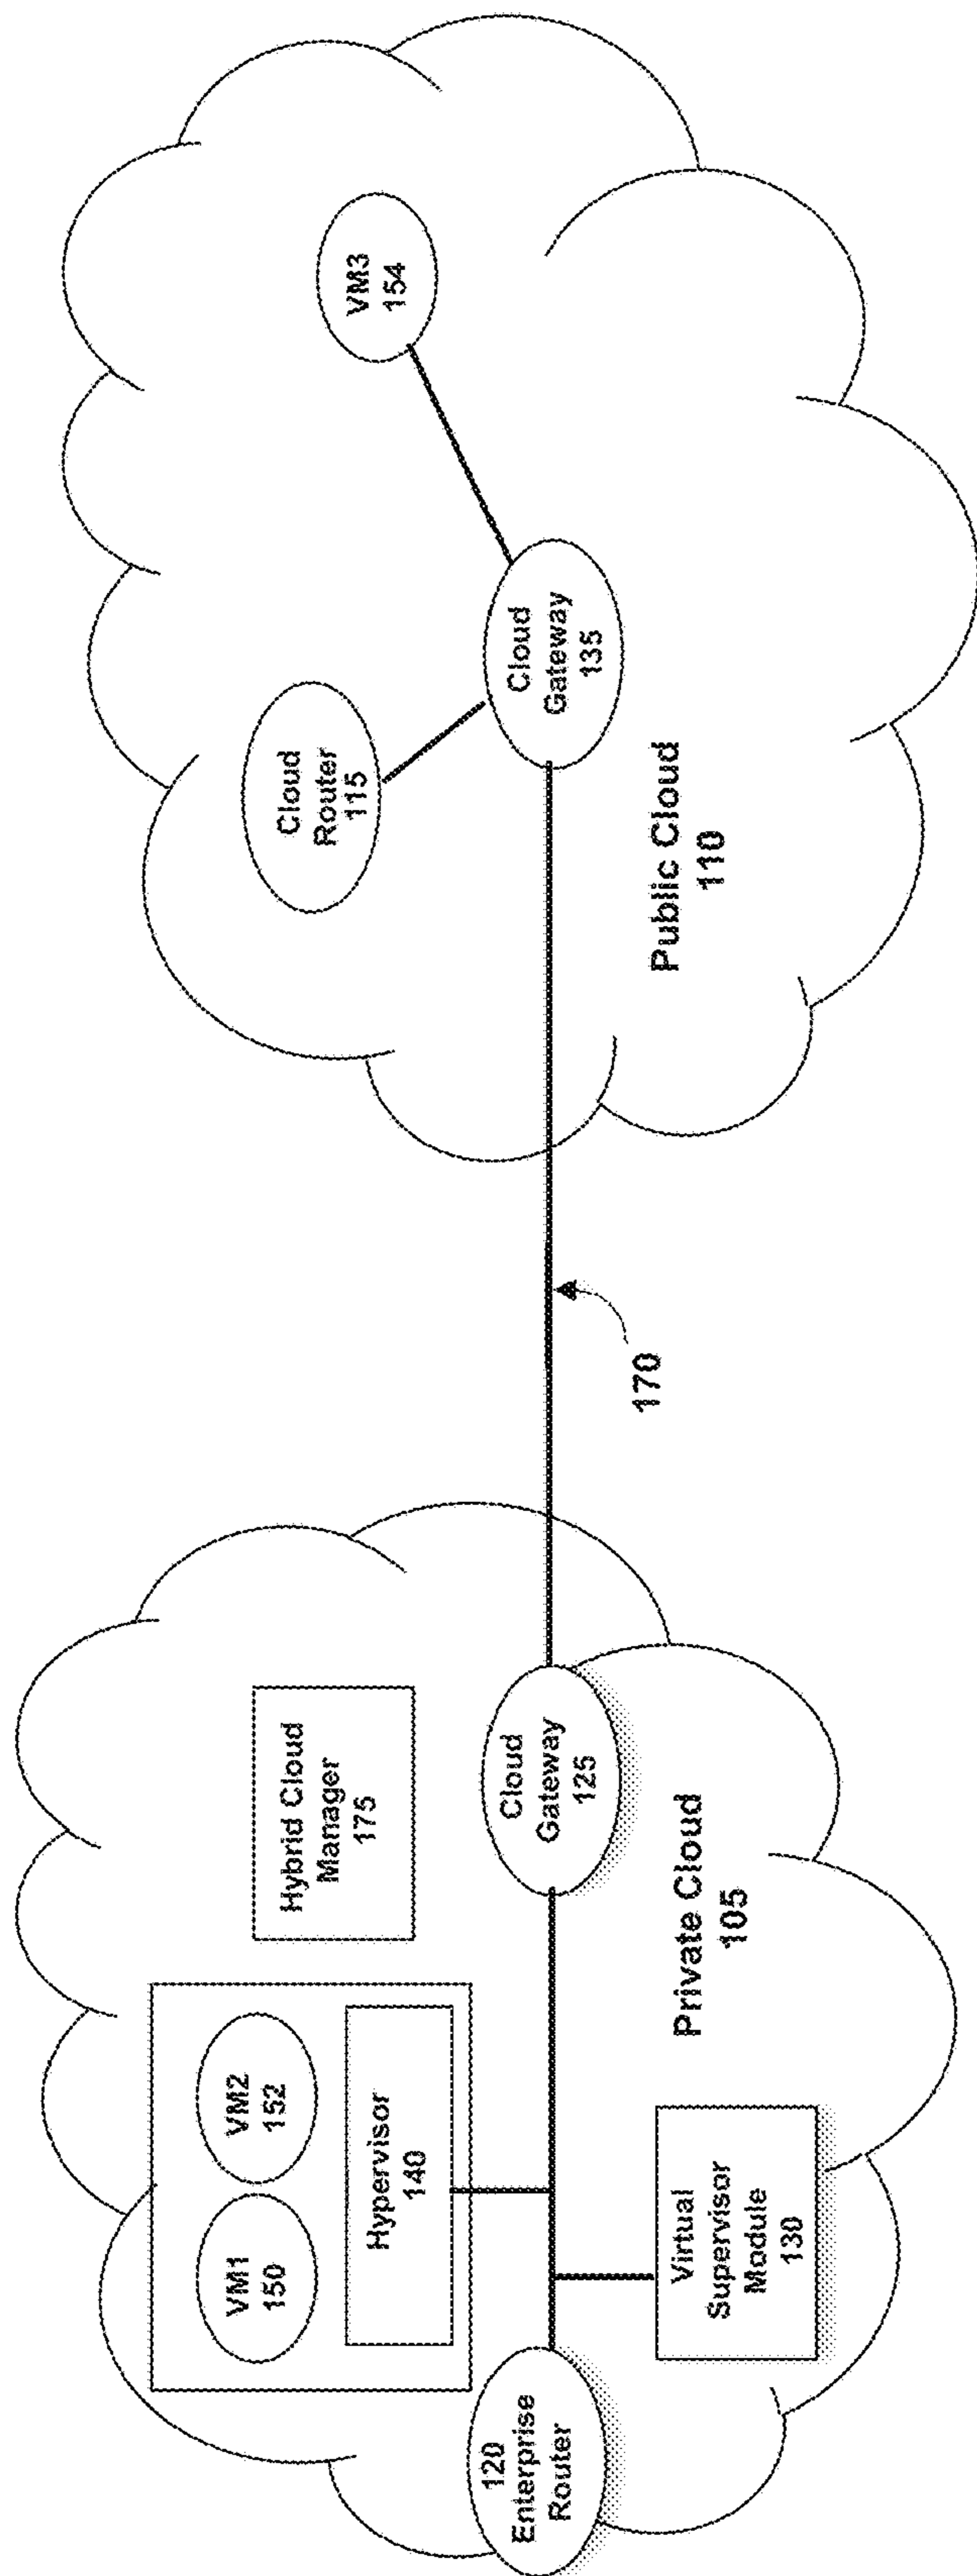 VM1
150
VM2
152
Hypervisor
140
Hybrid Cloud
Manager
175
120
Enterprise
Router
Cloud
Gateway
125
Virtual
Supervisor
Module
130
Private Cloud
105
170
Cloud
Router
115
VM3
154
Cloud
Gateway
135
Public Cloud
110